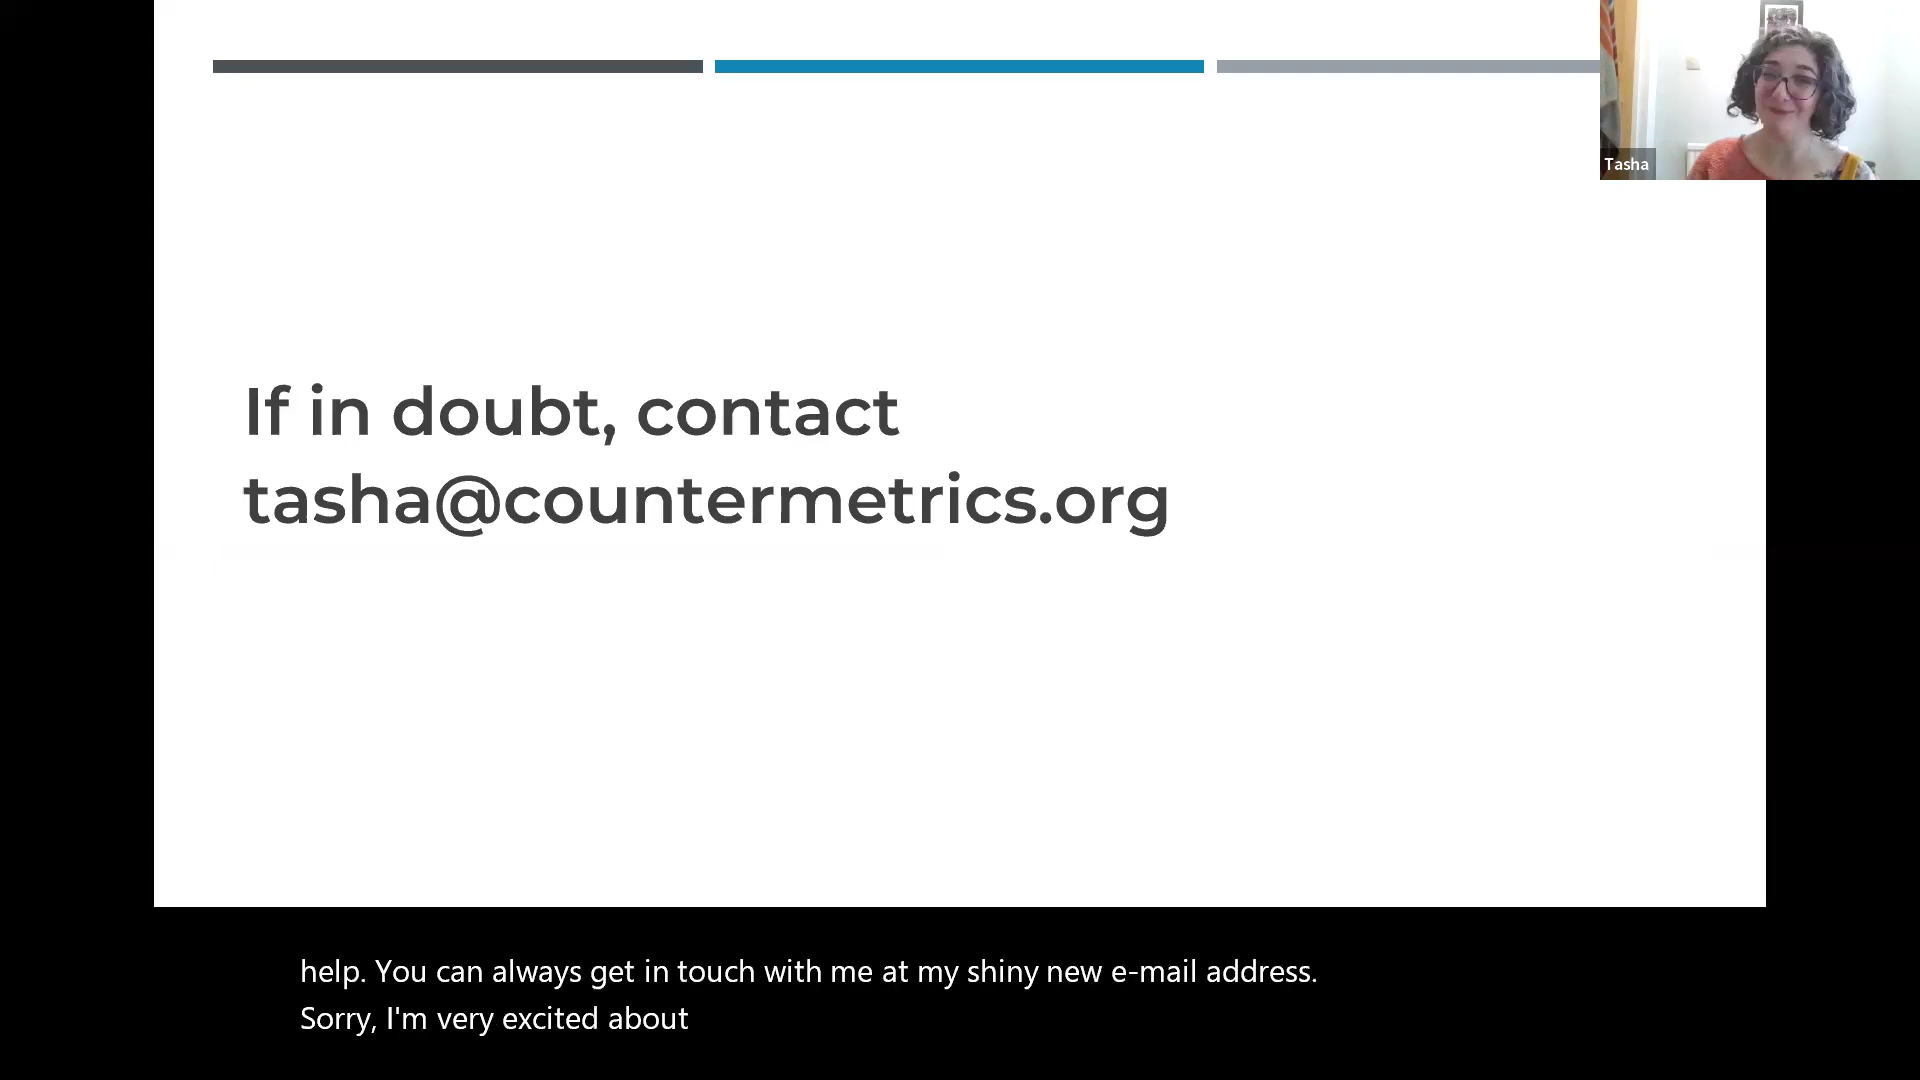 Tasha
If in doubt, contact
tasha@countermetrics.org
help. You can always get in touch with me at my shiny new e-mail address.
Sorry, I'm very excited about